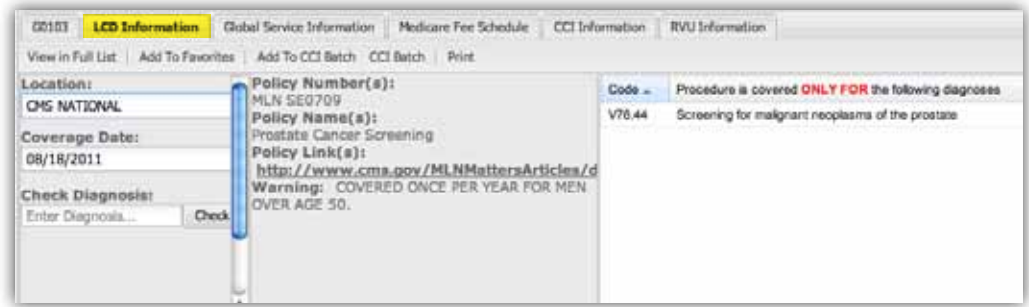 G0103 LCD Information Global Service Information Medicare Fee Schedule CCI Information RVU Information
View in Full List Add To Favorites Add To CCI Batch CCI Batch Print
Location:
CMS NATIONAL
Coverage Date:
08/18/2011
Check Diagnosis:
Enter Diagnosis... Check
Policy Number(s):
MLN SE0709
Policy Name(s):
Prostate Cancer Screening
Policy Link(s):
http://www.cms.gov/MLNMattersArticles/d
Warning: COVERED ONCE PER YEAR FOR MEN
OVER AGE 50.
Code Procedure is covered ONLY FOR the following diagnoses
V76.44 Screening for malignant neoplasms of the prostate